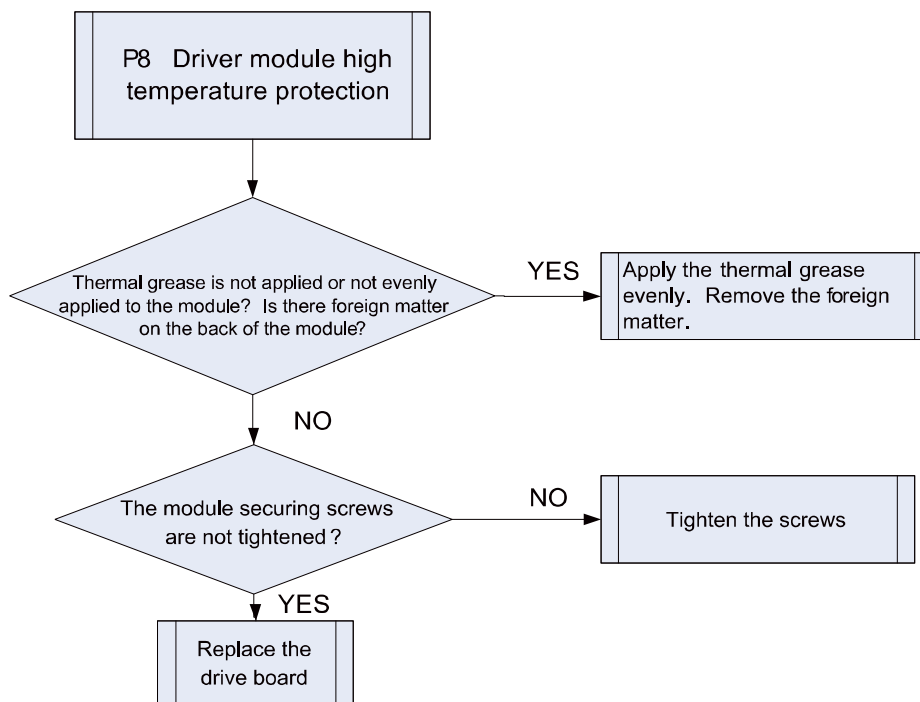 P8 Driver module high
temperature protection
Thermal grease is not applied or not evenly
applied to the module? Is there foreign matter
on the back of the module?
YES
Apply the thermal grease
evenly. Remove the foreign
matter.
NO
The module securing screws
are not tightened ?
NO
Tighten the screws
YES
Replace the
drive board